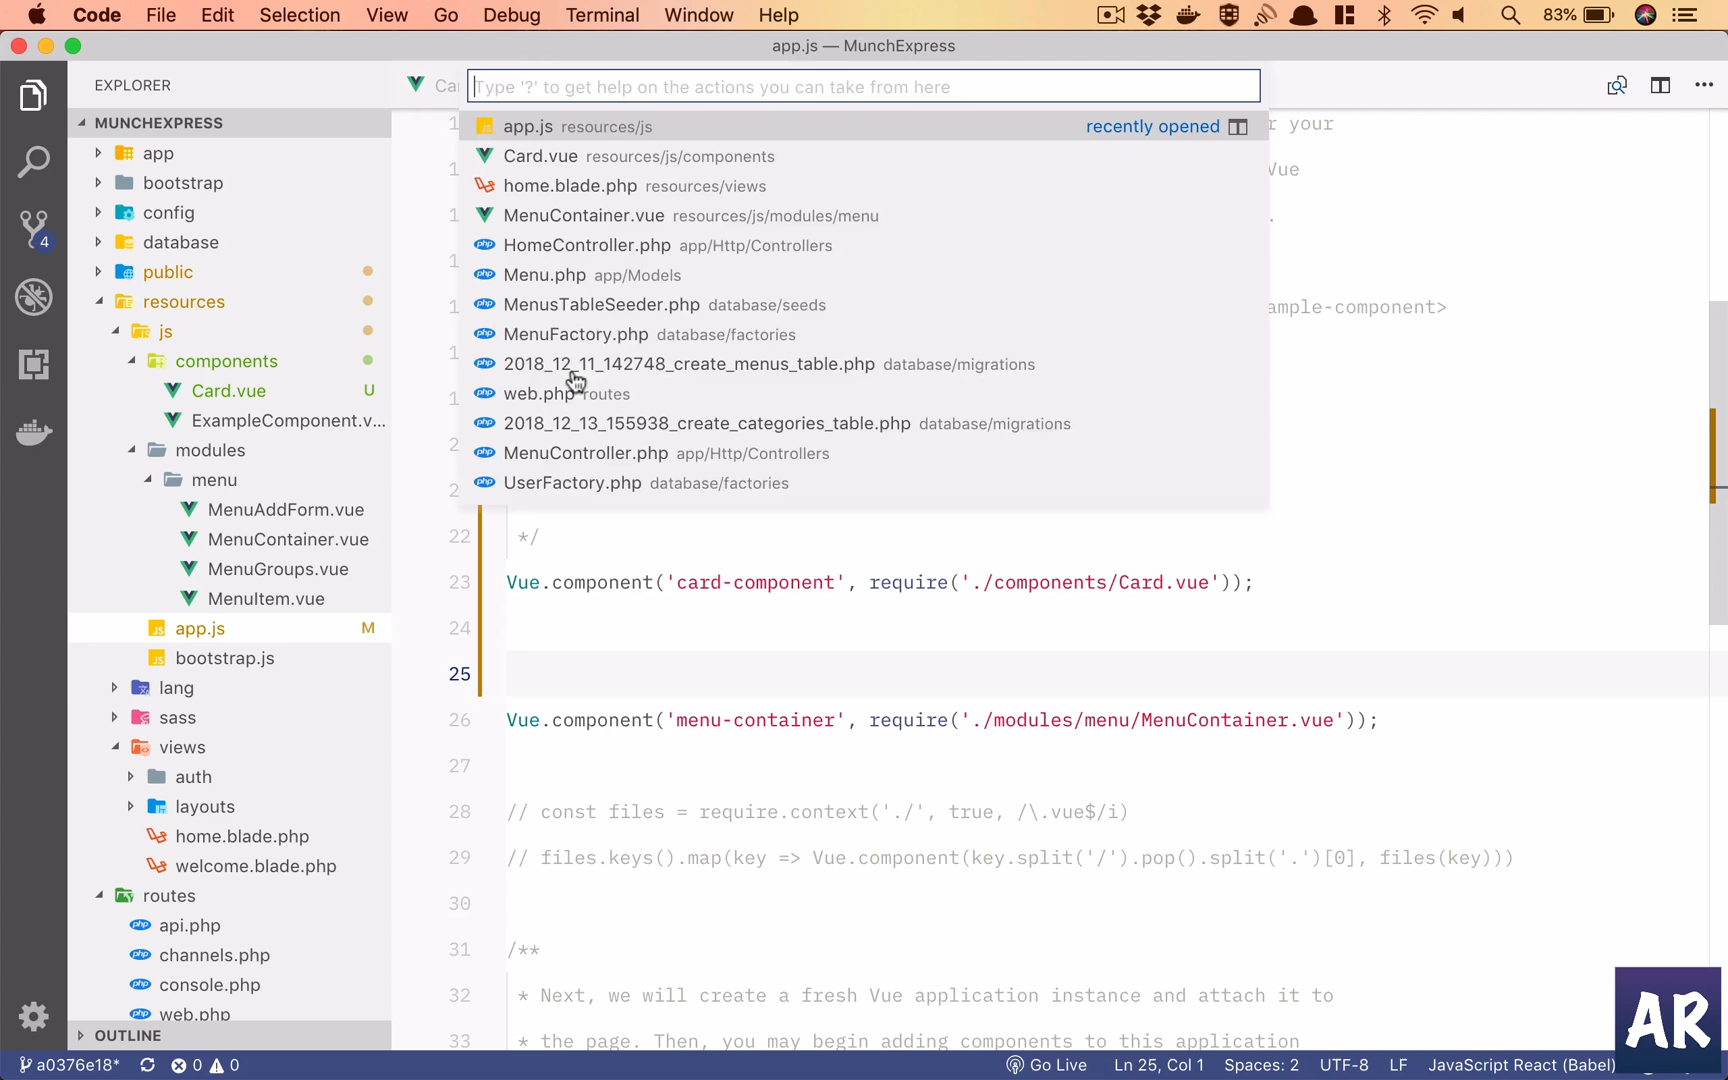 Code File Edit Selection View Go Debug Terminal Window Help 83%
app.js — MunchExpress
EXPLORER
Type '?' to get help on the actions you can take from here
MUNCHEXPRESS
app
bootstrap
config
database
public
resources
js
components
Card.vue U
ExampleComponent.v...
modules
menu
MenuAddForm.vue
MenuContainer.vue
MenuGroups.vue
MenuItem.vue
app.js M
bootstrap.js
lang
sass
views
auth
layouts
home.blade.php
welcome.blade.php
routes
api.php
channels.php
console.php
web.php
OUTLINE
4
app.js resources/js recently opened
Card.vue resources/js/components
home.blade.php resources/views
MenuContainer.vue resources/js/modules/menu
HomeController.php app/Http/Controllers
Menu.php app/Models
MenusTableSeeder.php database/seeds
MenuFactory.php database/factories
2018_12_11_142748_create_menus_table.php database/migrations
web.php routes
2018_12_13_155938_create_categories_table.php database/migrations
MenuController.php app/Http/Controllers
UserFactory.php database/factories
r your
Vue
.
ample-component>
22 */
23 Vue.component('card-component', require('./components/Card.vue'));
24
25
26 Vue.component('menu-container', require('./modules/menu/MenuContainer.vue'));
27
28 // const files = require.context('./', true, /\.vue$/i)
29 // files.keys().map(key => Vue.component(key.split('/').pop().split('.')[0], files(key)))
30
31 /**
32 * Next, we will create a fresh Vue application instance and attach it to
33 * the page. Then, you may begin adding components to this application
AR
a0376e18* 0 0 Go Live Ln 25, Col 1 Spaces: 2 UTF-8 LF JavaScript React (Babel)